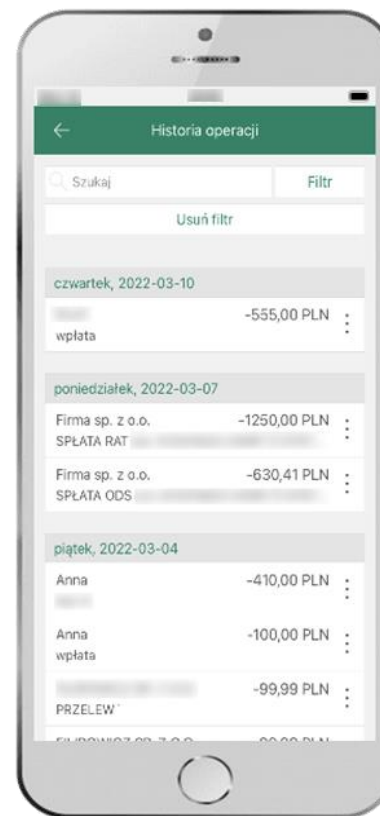 Historia operacji
Szukaj
Filtr
Usuń filtr
czwartek, 2022-03-10
-555,00 PLN
wpłata
poniedziałek, 2022-03-07
Firma sp. z o.o. -1250,00 PLN
SPŁATA RAT
Firma sp. z o.o. -630,41 PLN
SPŁATA ODS
piątek, 2022-03-04
Anna -410,00 PLN
Anna -100,00 PLN
wpłata
-99,99 PLN
PRZELEW